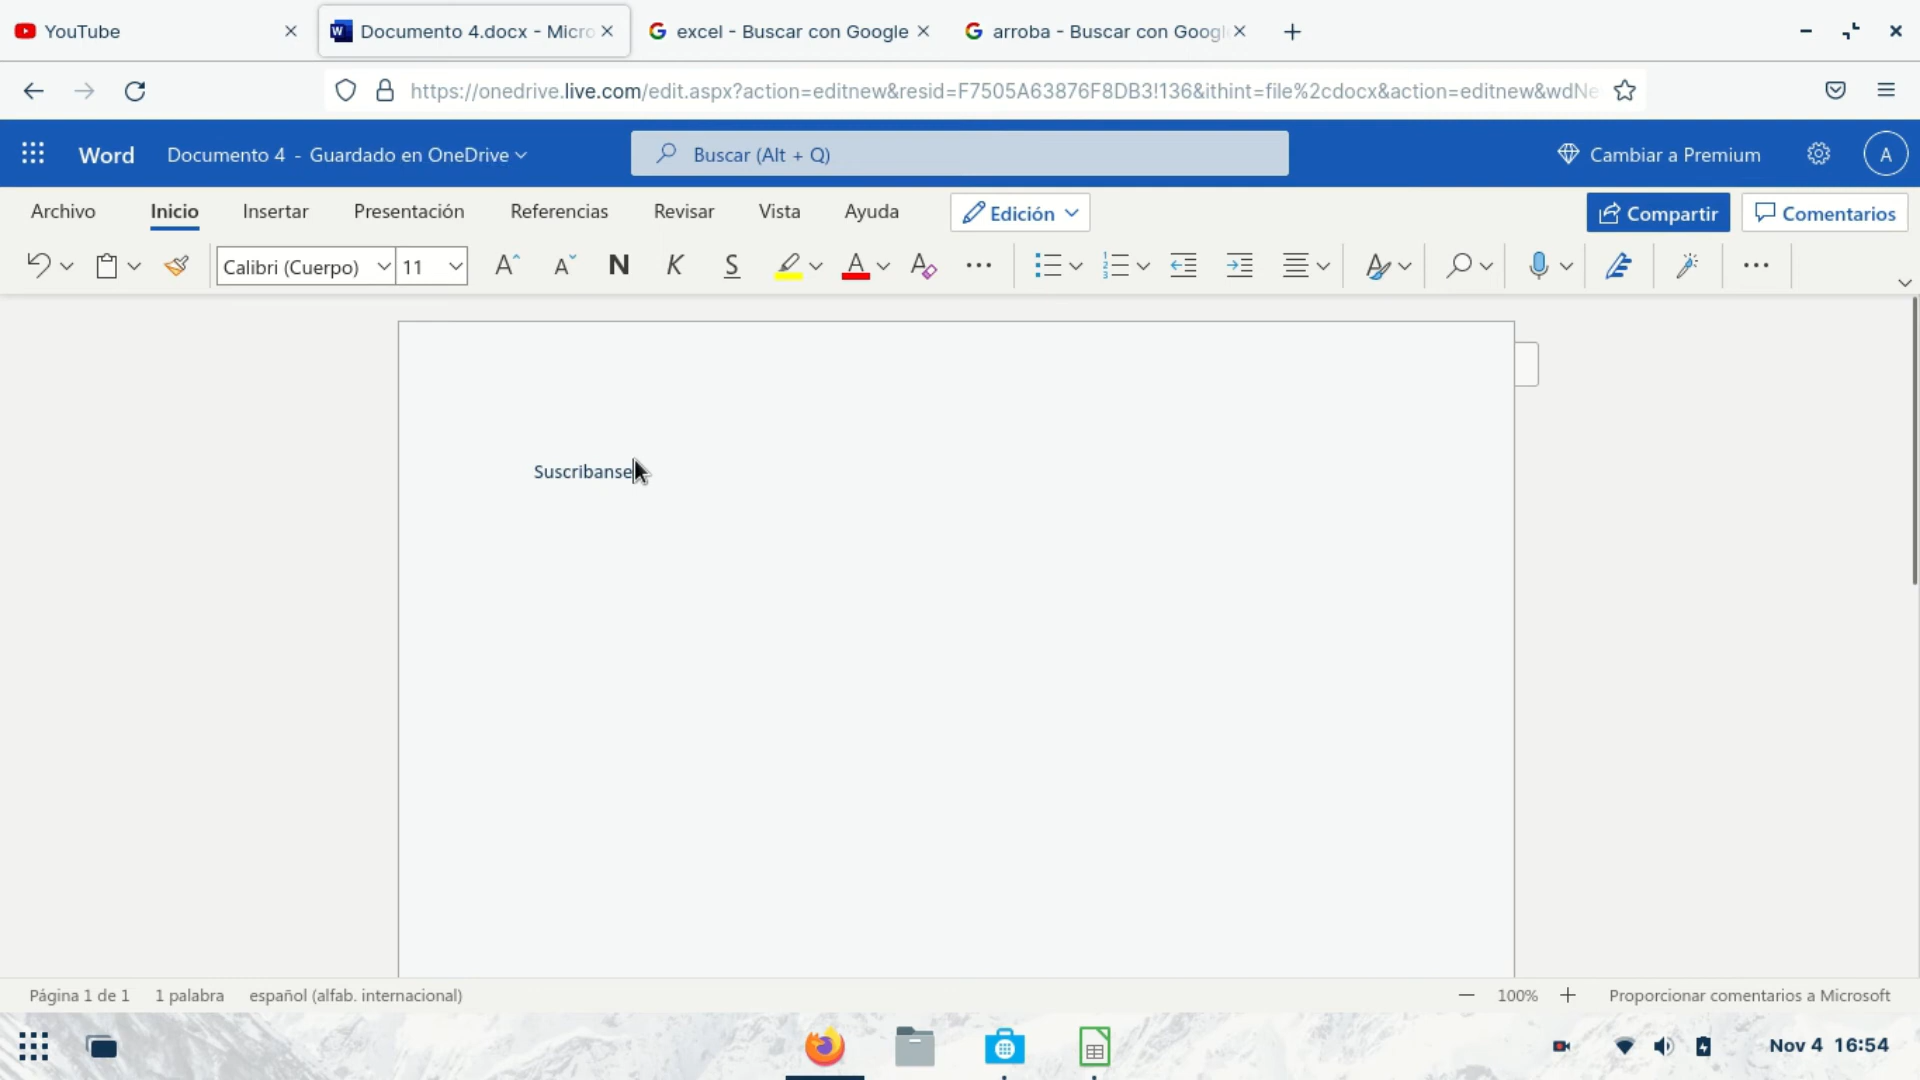 YouTube
Documento 4.docx - Micro
excel - Buscar con Google
arroba - Buscar con Googl
https://onedrive.live.com/edit.aspx?action=editnew&resid=F7505A63876F8DB3!136&ithint=file%2cdocx&action=editnew&wdNe
Word
Documento 4 - Guardado en OneDrive
Buscar (Alt + Q)
Cambiar a Premium
A
Archivo
Inicio
Insertar
Presentación
Referencias
Revisar
Vista
Ayuda
Edición
Compartir
Comentarios
Calibri (Cuerpo)
11
N
K
S
Suscribanse
Página 1 de 1
1 palabra
español (alfab. internacional)
100%
Proporcionar comentarios a Microsoft
Nov 4 16:54